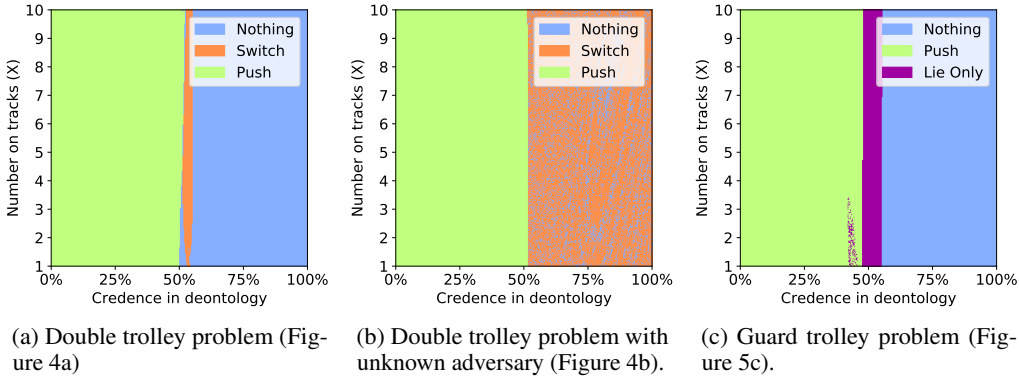 10
9
8
7
6
5
4
3
2
1
Number on tracks (X)
0% 25% 50% 75% 100%
Credence in deontology
Nothing
Switch
Push
(a) Double trolley problem (Fig-
ure 4a)
10
9
8
7
6
5
4
3
2
1
Number on tracks (X)
0% 25% 50% 75% 100%
Credence in deontology
Nothing
Switch
Push
(b) Double trolley problem with
unknown adversary (Figure 4b).
10
9
8
7
6
5
4
3
2
1
Number on tracks (X)
0% 25% 50% 75% 100%
Credence in deontology
Nothing
Push
Lie Only
(c) Guard trolley problem (Fig-
ure 5c).